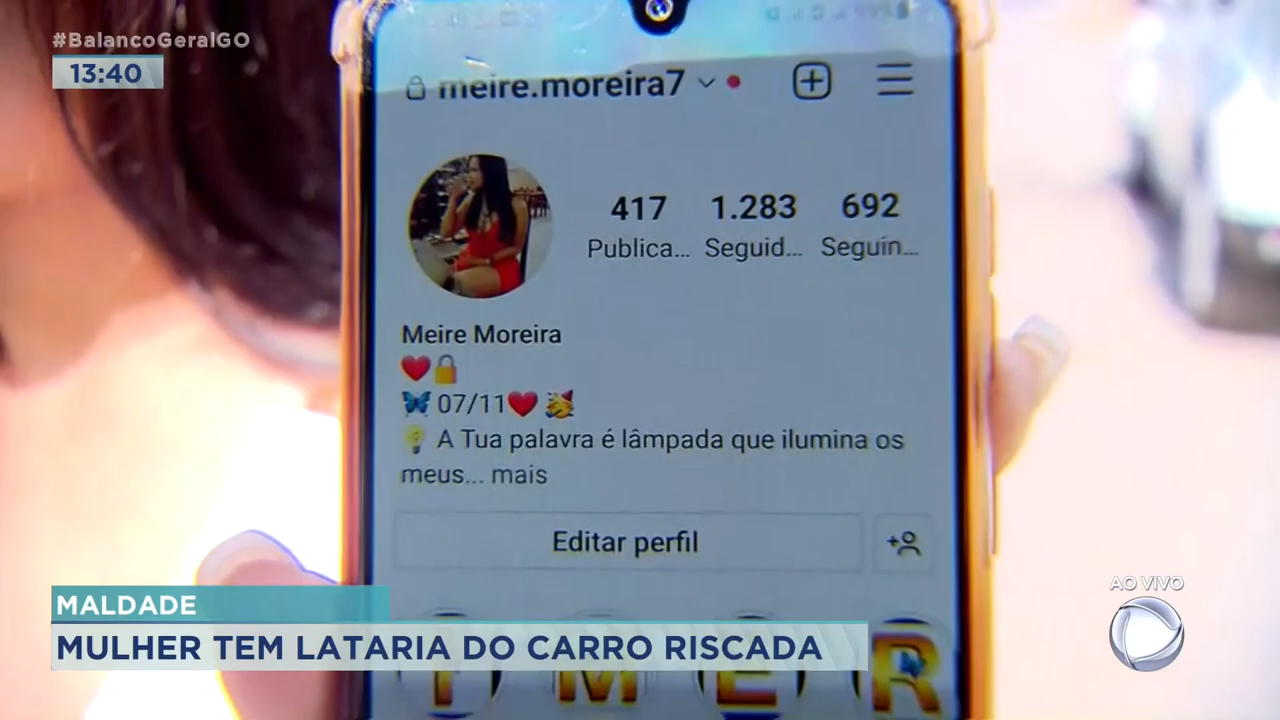 #BalancoGeralGO
13:40
meire.moreira7
417 1.283 692
Publica... Seguid... Seguin...
Meire Moreira
07/11
A Tua palavra é lâmpada que ilumina os
meus... mais
Editar perfil
MALDADE
AO VIVO
MULHER TEM LATARIA DO CARRO RISCADA
I M E R